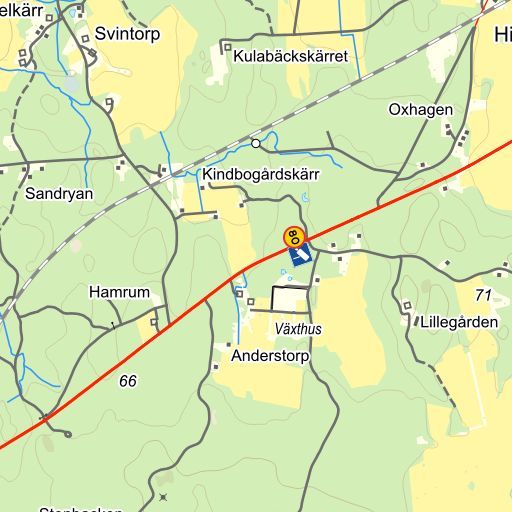 elkärr
Svintorp
Hi
Kulabäckskärret
Oxhagen
Kindbogårdskärr
Sandryan
80
Hamrum
71
Växthus
Lillegården
Anderstorp
66